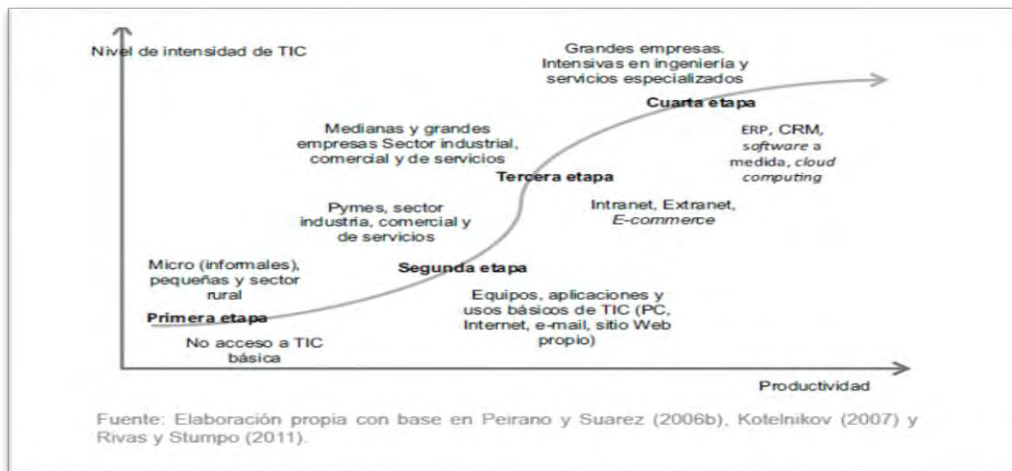 Nivel de intensidad de TIC
Grandes empresas.
Intensivas en ingeniería y
servicios especializados
Cuarta etapa
ERP, CRM,
software a
medida, cloud
computing
Medianas y grandes
empresas Sector industrial,
comercial y de servicios
Tercera etapa
Intranet, Extranet,
E-commerce
Pymes, sector
industria, comercial y
de servicios
Segunda etapa
Equipos, aplicaciones y
usos básicos de TIC (PC,
Internet, e-mail, sitio Web
propio)
Micro (informales),
pequeñas y sector
rural
Primera etapa
No acceso a TIC
básica
Productividad
Fuente: Elaboración propia con base en Peirano y Suarez (2006b), Kotelnikov (2007) y
Rivas y Stumpo (2011).